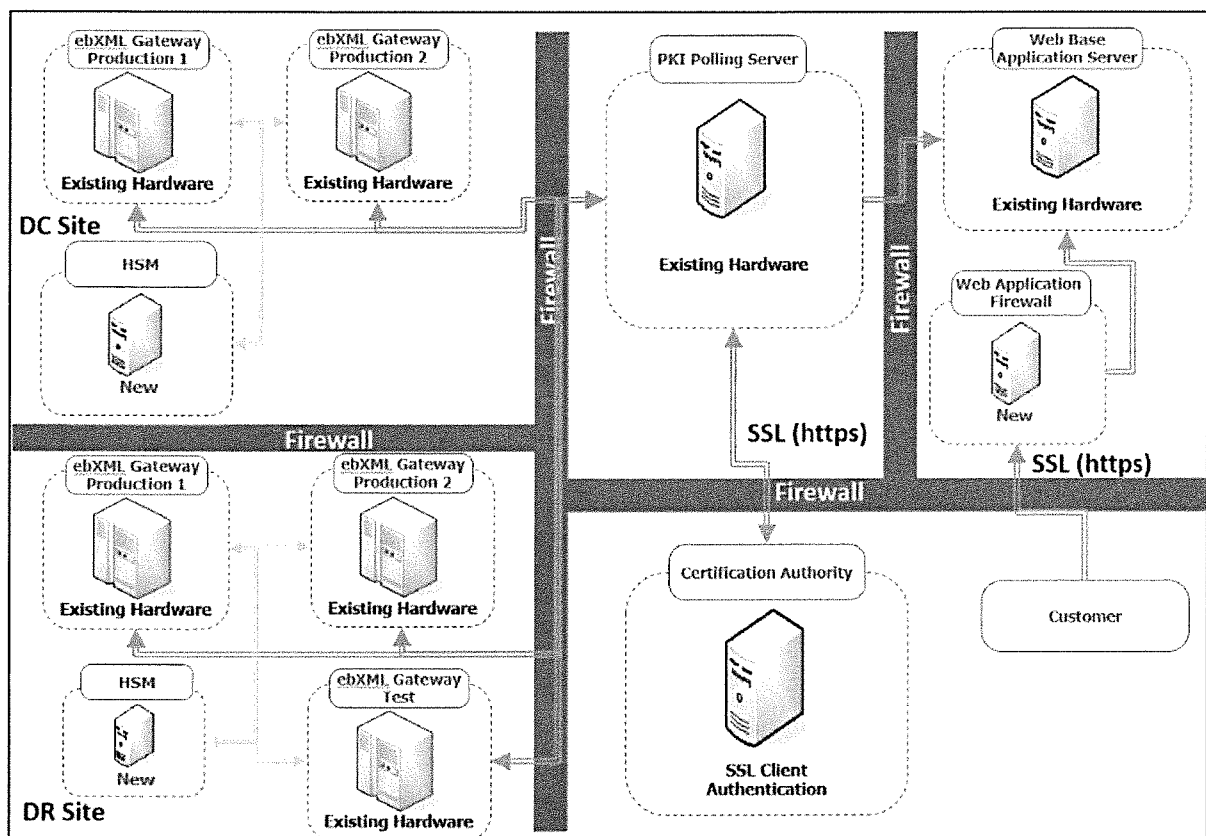 ebXML Gateway
Production 1
Existing Hardware
ebXML Gateway
Production 2
Existing Hardware
DC Site
HSM
New
Firewall
Firewall
PKI Polling Server
Existing Hardware
SSL (https)
Firewall
Web Base
Application Server
Existing Hardware
Web Application
Firewall
New
SSL (https)
Firewall
ebXML Gateway
Production 1
Existing Hardware
ebXML Gateway
Production 2
Existing Hardware
HSM
New
ebXML Gateway
Test
Existing Hardware
DR Site
Certification Authority
SSL Client
Authentication
Customer